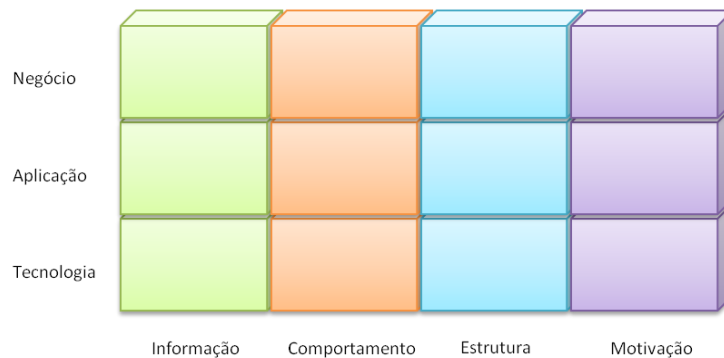 Negócio
Aplicação
Tecnologia
Informação Comportamento Estrutura Motivação